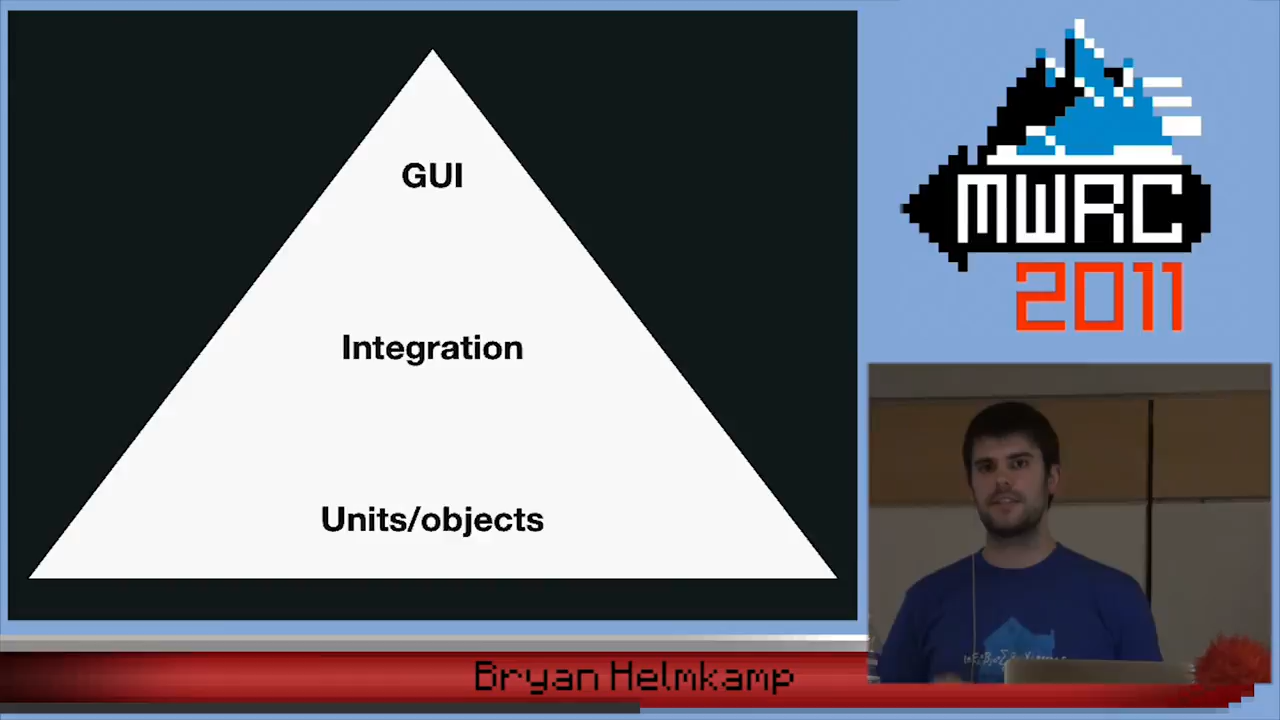 GUI
Integration
Units/objects
MWRC
2011
Bryan Helmkamp